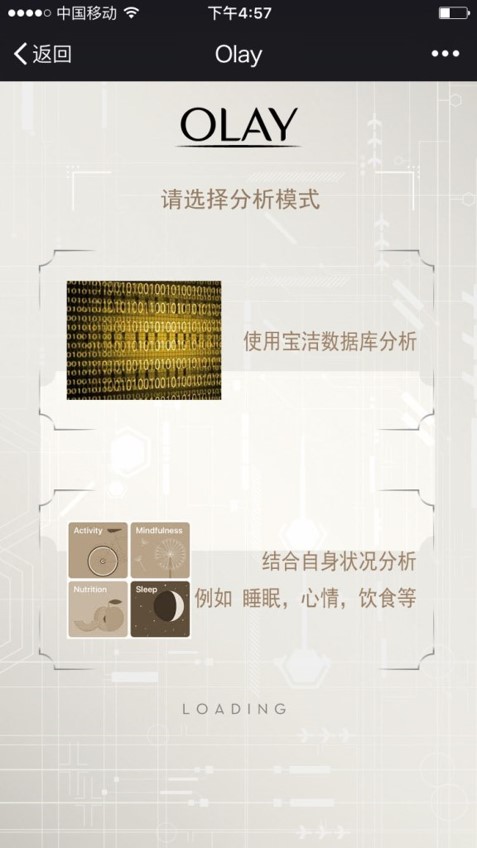 中国移动 下午4:57
返回 Olay
OLAY
请选择分析模式
使用宝洁数据库分析
Activity Mindfulness
结合自身状况分析
Nutrition Sleep
例如 睡眠，心情，饮食等
LOADING